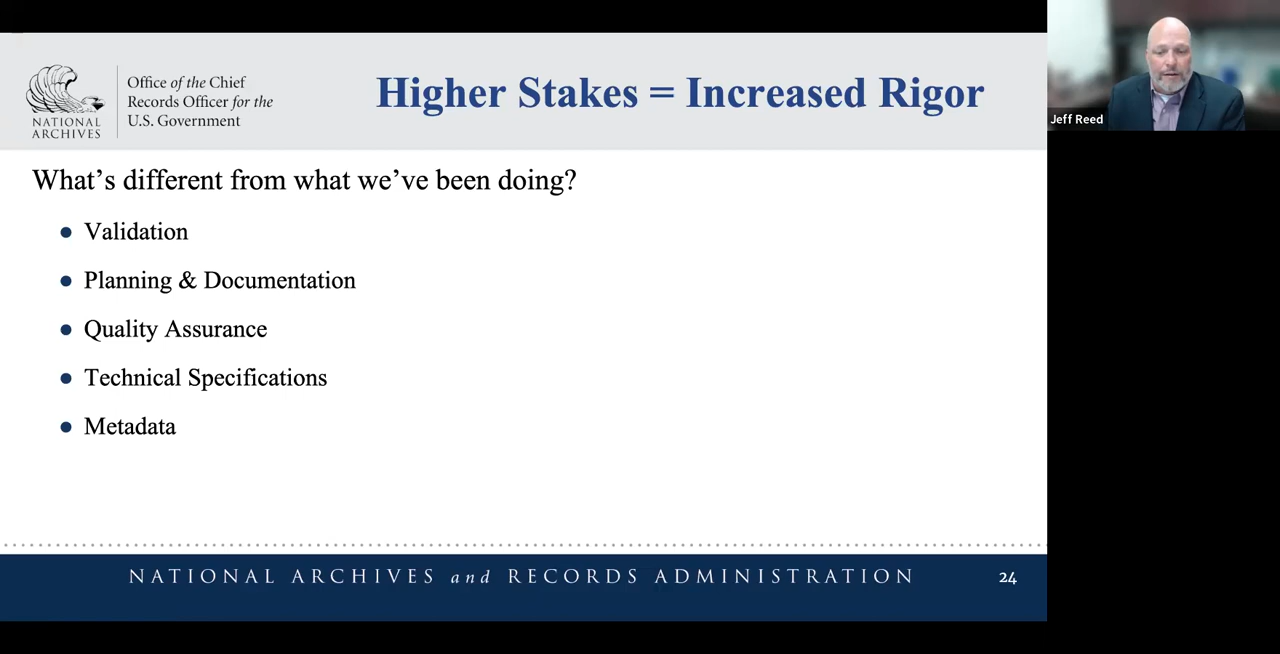 NATIONAL
ARCHIVES
Office of the Chief
Records Officer for the
U.S. Government
Higher Stakes = Increased Rigor
Jeff Reed
What’s different from what we’ve been doing?
● Validation
● Planning & Documentation
● Quality Assurance
● Technical Specifications
● Metadata
NATIONAL ARCHIVES and RECORDS ADMINISTRATION
24